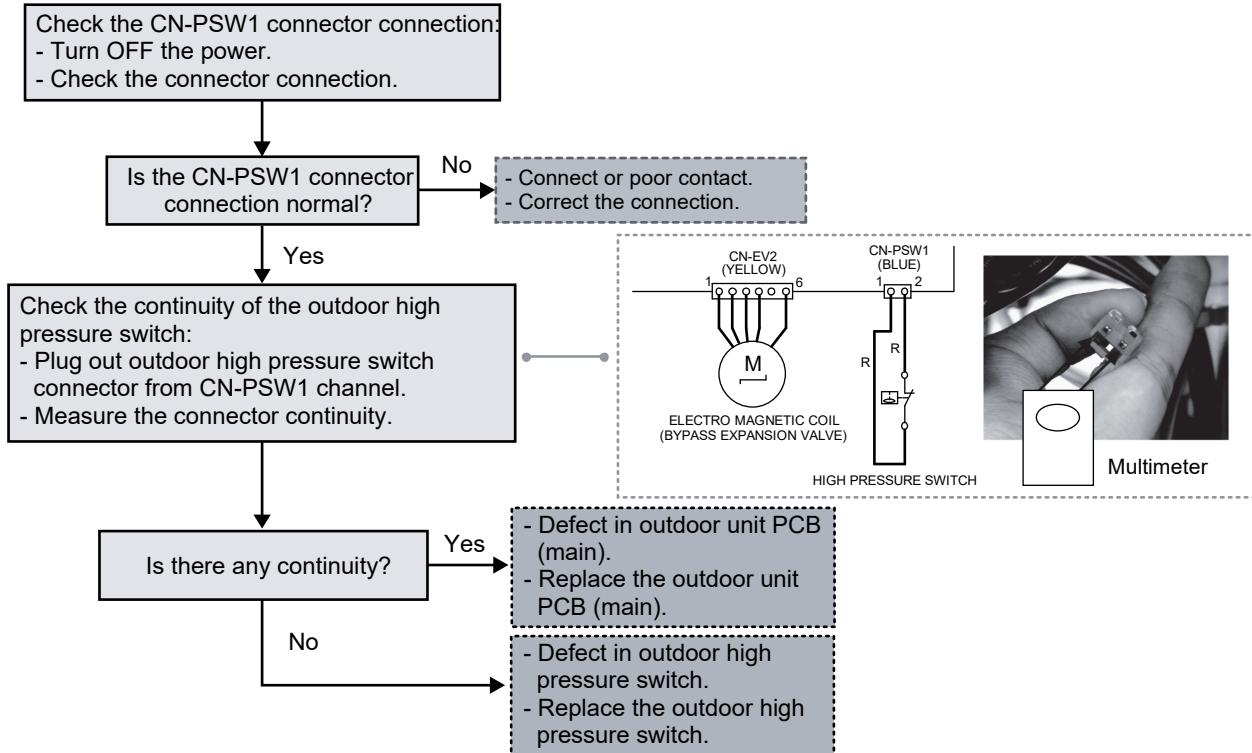 Check the CN-PSW1 connector connection:
- Turn OFF the power.
- Check the connector connection.
Is the CN-PSW1 connector
connection normal?
No
- Connect or poor contact.
- Correct the connection.
Yes
Check the continuity of the outdoor high
pressure switch:
- Plug out outdoor high pressure switch
connector from CN-PSW1 channel.
- Measure the connector continuity.
CN-EV2
(YELLOW)
1
6
M
ELECTRO MAGNETIC COIL
(BYPASS EXPANSION VALVE)
CN-PSW1
(BLUE)
1
2
R
R
HIGH PRESSURE SWITCH
Multimeter
Is there any continuity?
Yes
- Defect in outdoor unit PCB
(main).
- Replace the outdoor unit
PCB (main).
No
- Defect in outdoor high
pressure switch.
- Replace the outdoor high
pressure switch.